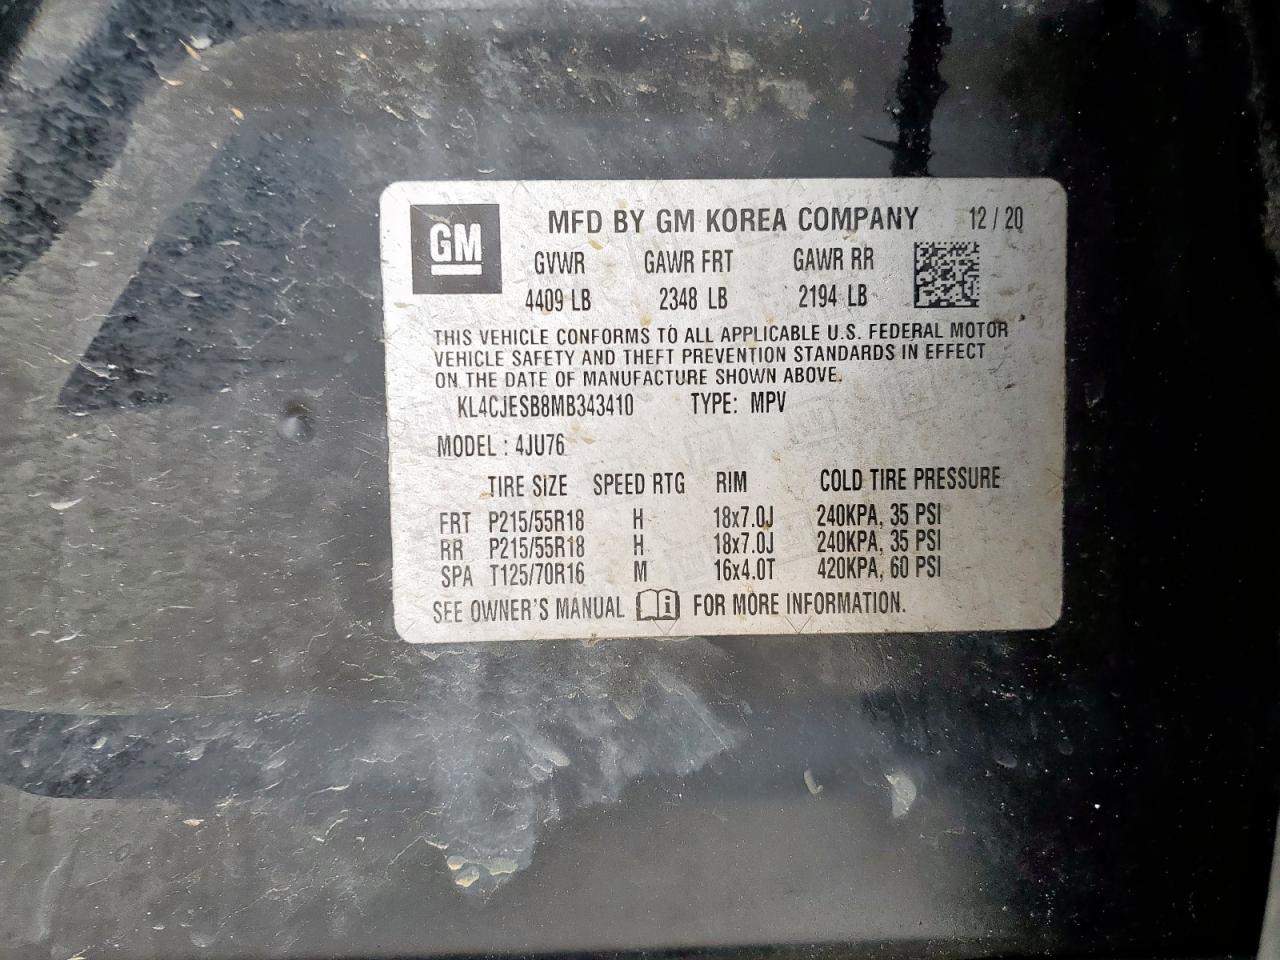 GM
MFD BY GM KOREA COMPANY 12/20
GVWR GAWR FRT GAWR RR
4409 LB 2348 LB 2194 LB
THIS VEHICLE CONFORMS TO ALL APPLICABLE U.S. FEDERAL MOTOR
VEHICLE SAFETY AND THEFT PREVENTION STANDARDS IN EFFECT
ON THE DATE OF MANUFACTURE SHOWN ABOVE.
KL4CJESB8MB343410 TYPE: MPV
MODEL: 4JU76
TIRE SIZE SPEED RTG RIM COLD TIRE PRESSURE
FRT P215/55R18 H 18x7.0J 240KPA, 35 PSI
RR P215/55R18 H 18x7.0J 240KPA, 35 PSI
SPA T125/70R16 M 16x4.0T 420KPA, 60 PSI
SEE OWNER'S MANUAL i FOR MORE INFORMATION.